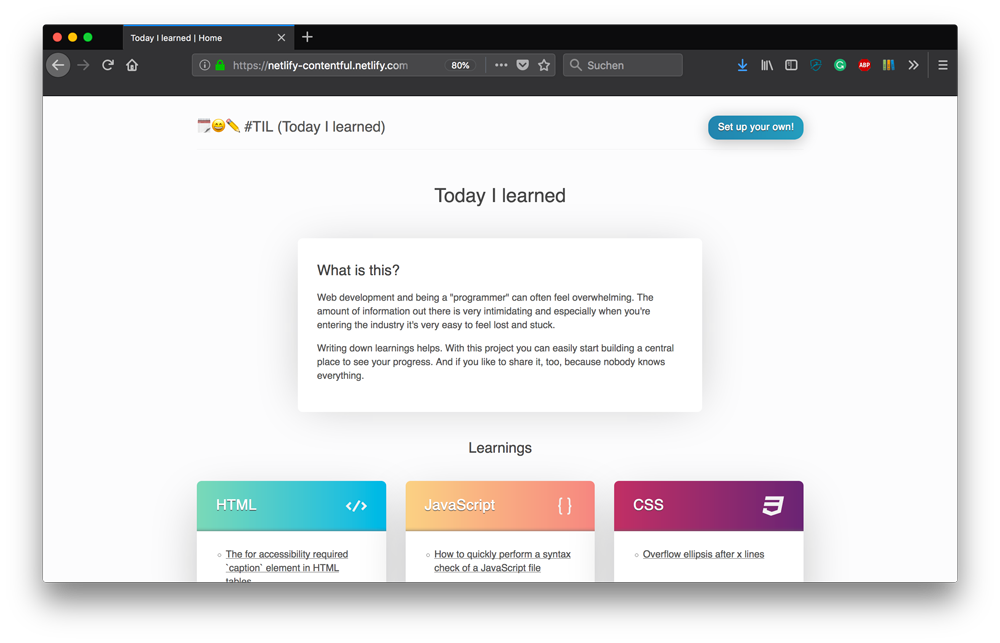 Today I learned | Home
https://netlify-contentful.netlify.com
80%
Suchen
ABP
#TIL (Today I learned)
Set up your own!
Today I learned
What is this?
Web development and being a "programmer" can often feel overwhelming. The
amount of information out there is very intimidating and especially when you're
entering the industry it's very easy to feel lost and stuck.
Writing down learnings helps. With this project you can easily start building a central
place to see your progress. And if you like to share it, too, because nobody knows
everything.
Learnings
HTML
</>
JavaScript
{ }
CSS
The for accessibility required
`caption` element in HTML
tables
How to quickly perform a syntax
check of a JavaScript file
Overflow ellipsis after x lines